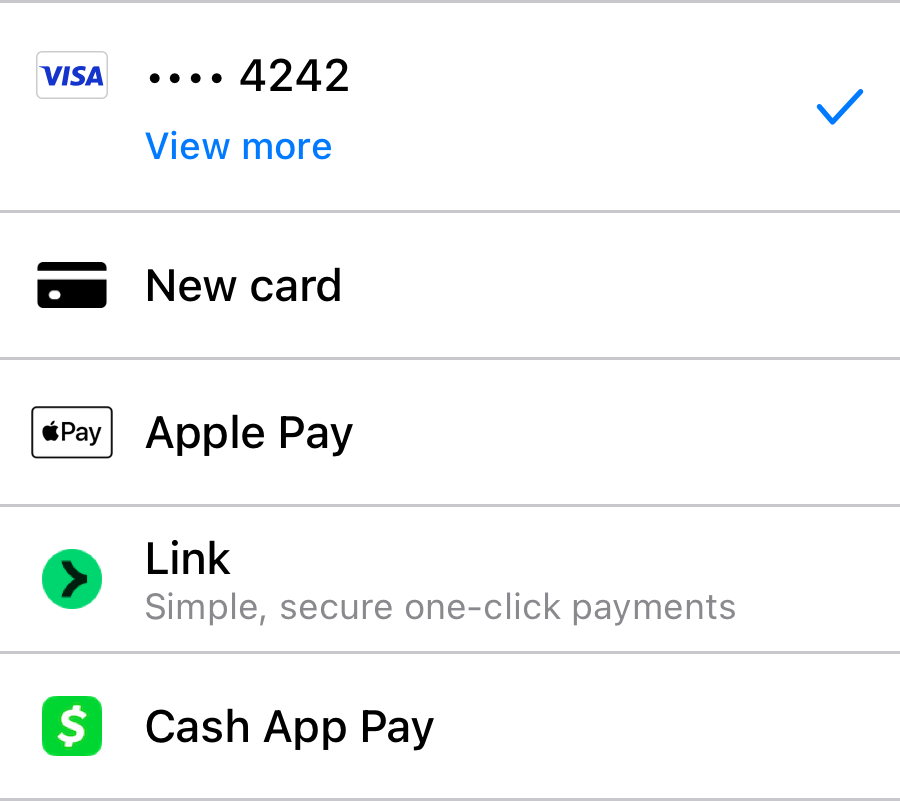 VISA •••• 4242
View more
New card
Pay Apple Pay
Link
Simple, secure one-click payments
$ Cash App Pay